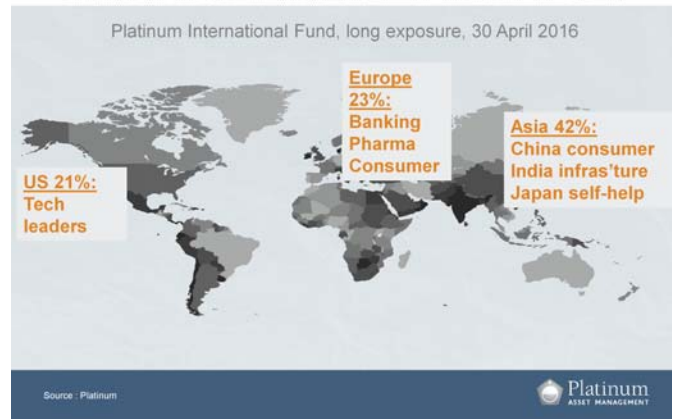 Platinum International Fund, long exposure, 30 April 2016
Europe
23%:
Banking
Pharma
Consumer
Asia 42%:
China consumer
India infras'ture
Japan self-help
US 21%:
Tech
leaders
Source : Platinum
Platinum
ASSET MANAGEMENT